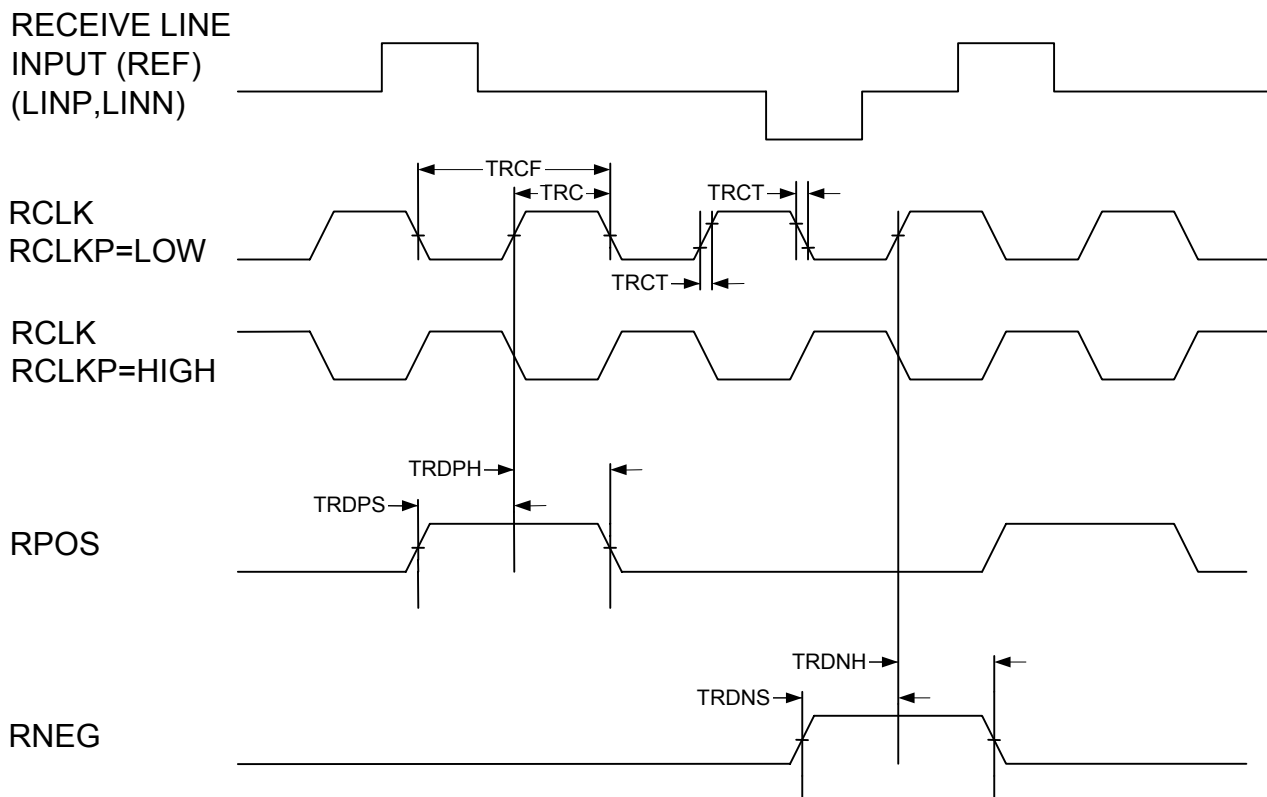 RECEIVE LINE
INPUT (REF)
(LINP,LINN)
TRCF
TRC
TRCT
RCLK
RCLKP=LOW
TRCT
RCLK
RCLKP=HIGH
TRDPH
TRDPS
RPOS
TRDNH
TRDNS
RNEG